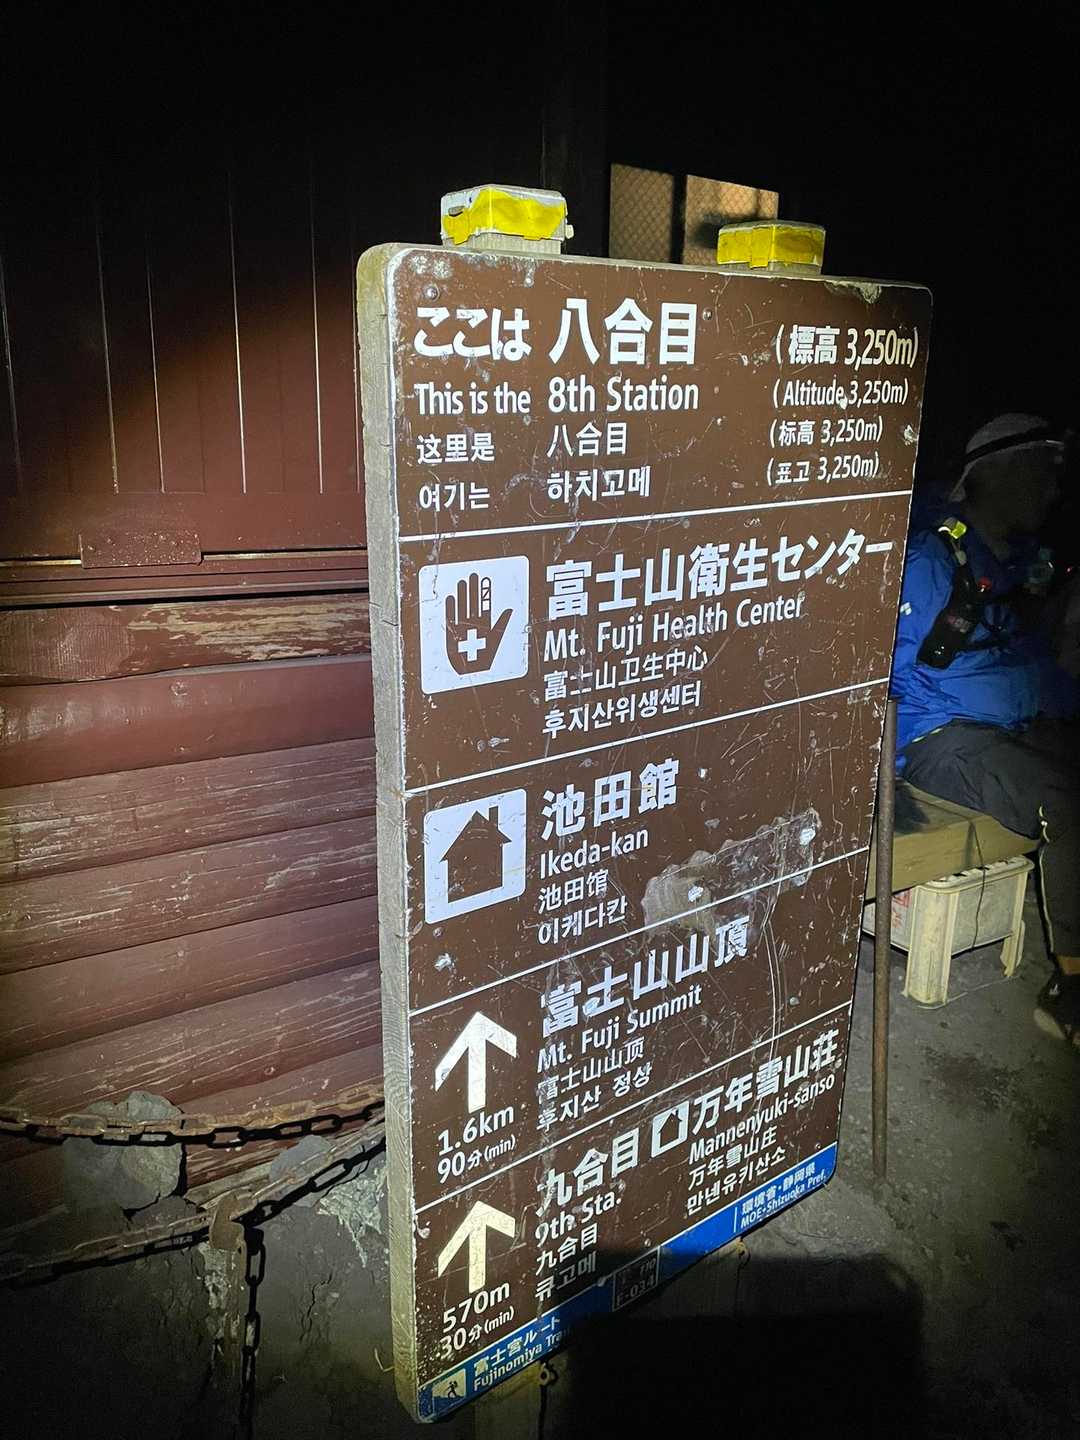 ここは 八合目 (標高 3,250m)
This is the 8th Station (Altitude 3,250m)
这里是 八合目 (标高 3,250m)
여기는 하치고메 (표고 3,250m)
富士山衛生センター
Mt. Fuji Health Center
富士山卫生中心
후지산위생센터
池田館
Ikeda-kan
池田馆
이케다칸
富士山山頂
Mt. Fuji Summit
富士山山顶
후지산 정상
1.6km
90分(min)
九合目 万年雪山荘
9th Sta. Mannenyuki-sanso
九合目 万年雪山庄
큐고메 만넨유키산소
570m
30分(min)
富士宮ルート
Fujinomiya
環境省・静岡県
MOE・Shizuoka Pref.
F-034